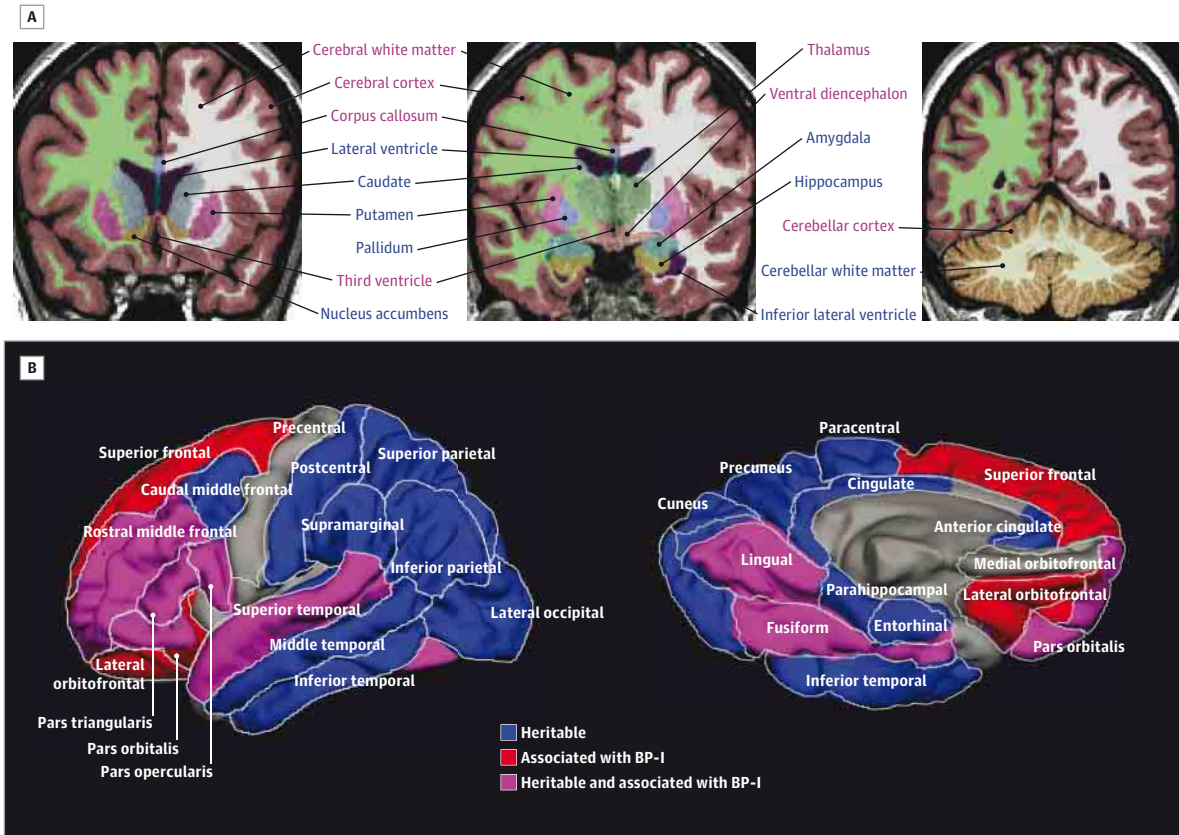 A
Cerebral white matter
Cerebral cortex
Corpus callosum
Lateral ventricle
Caudate
Putamen
Pallidum
Third ventricle
Nucleus accumbens
Thalamus
Ventral diencephalon
Amygdala
Hippocampus
Cerebellar cortex
Cerebellar white matter
Inferior lateral ventricle
B
Precentral
Superior frontal
Postcentral
Superior parietal
Caudal middle frontal
Rostral middle frontal
Supramarginal
Inferior parietal
Superior temporal
Lateral occipital
Middle temporal
Lateral
orbitofrontal
Inferior temporal
Pars triangularis
Pars orbitalis
Pars opercularis
Paracentral
Precuneus
Superior frontal
Cingulate
Cuneus
Anterior cingulate
Lingual
Medial orbitofrontal
Parahippocampal
Lateral orbitofrontal
Fusiform
Entorhinal
Pars orbitalis
Inferior temporal
Heritable
Associated with BP-I
Heritable and associated with BP-I